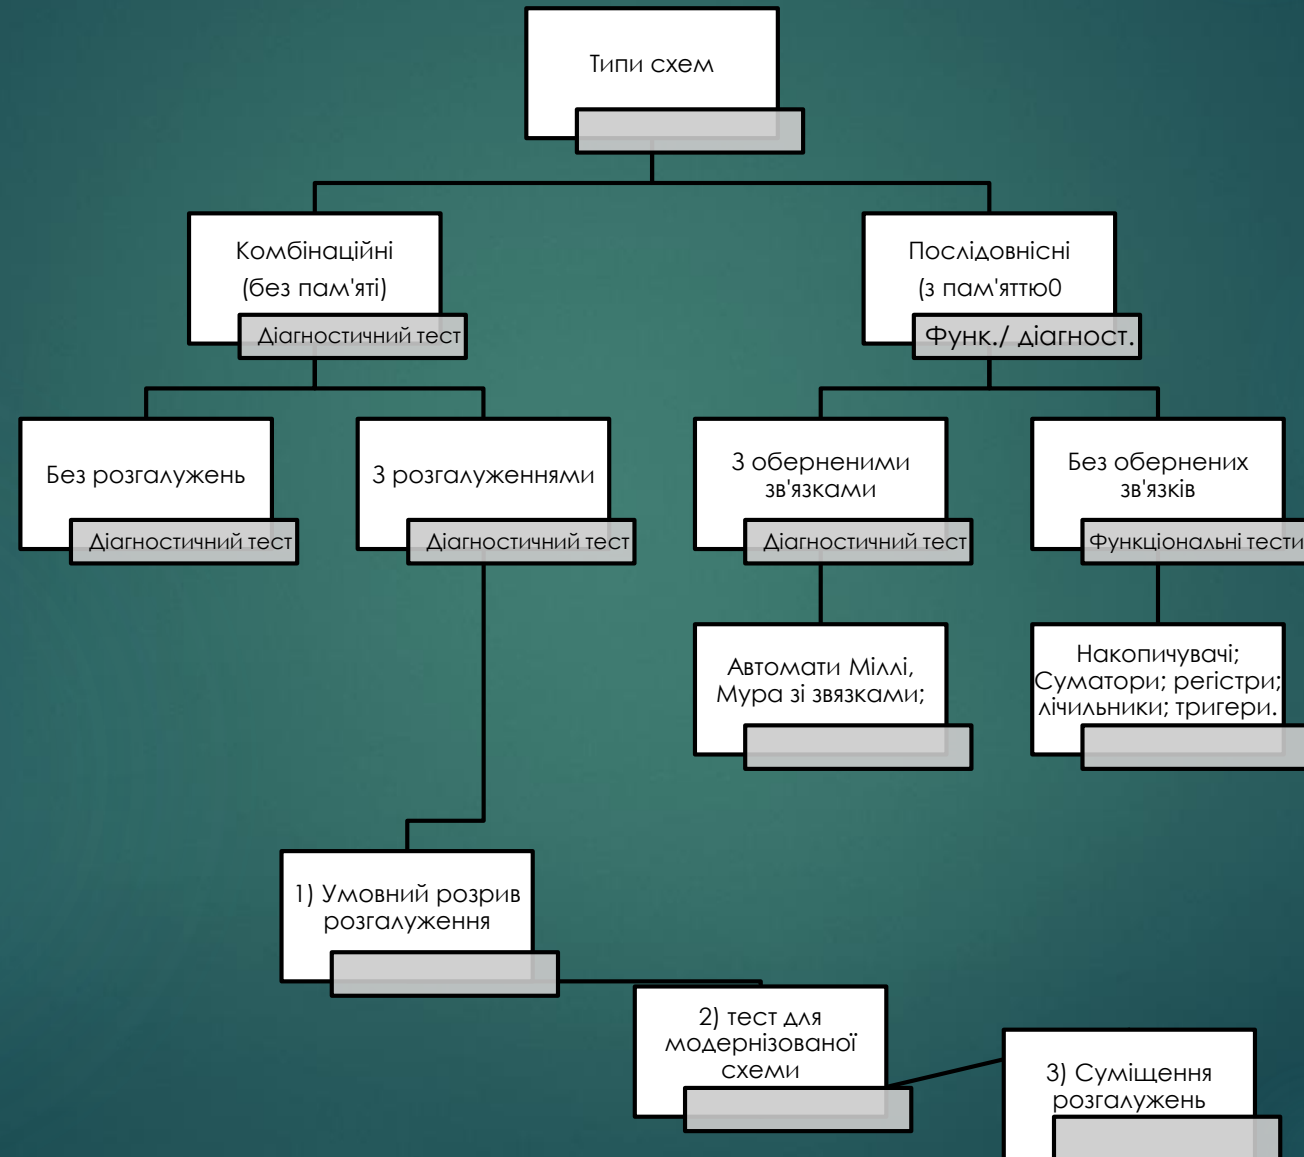 Типи схем
Комбінаційні
(без пам'яті)
Діагностичний тест
Послідовнісні
(з пам'яттю0
Функ./ діагност.
Без розгалужень
Діагностичний тест
З розгалуженнями
Діагностичний тест
З оберненими
зв'язками
Діагностичний тест
Без обернених
зв'язків
Функціональні тести
Автомати Міллі,
Мура зі звязками;
Накопичувачі;
Суматори; регістри;
лічильники; тригери.
1) Умовний розрив
розгалуження
2) тест для
модернізованої
схеми
3) Суміщення
розгалужень